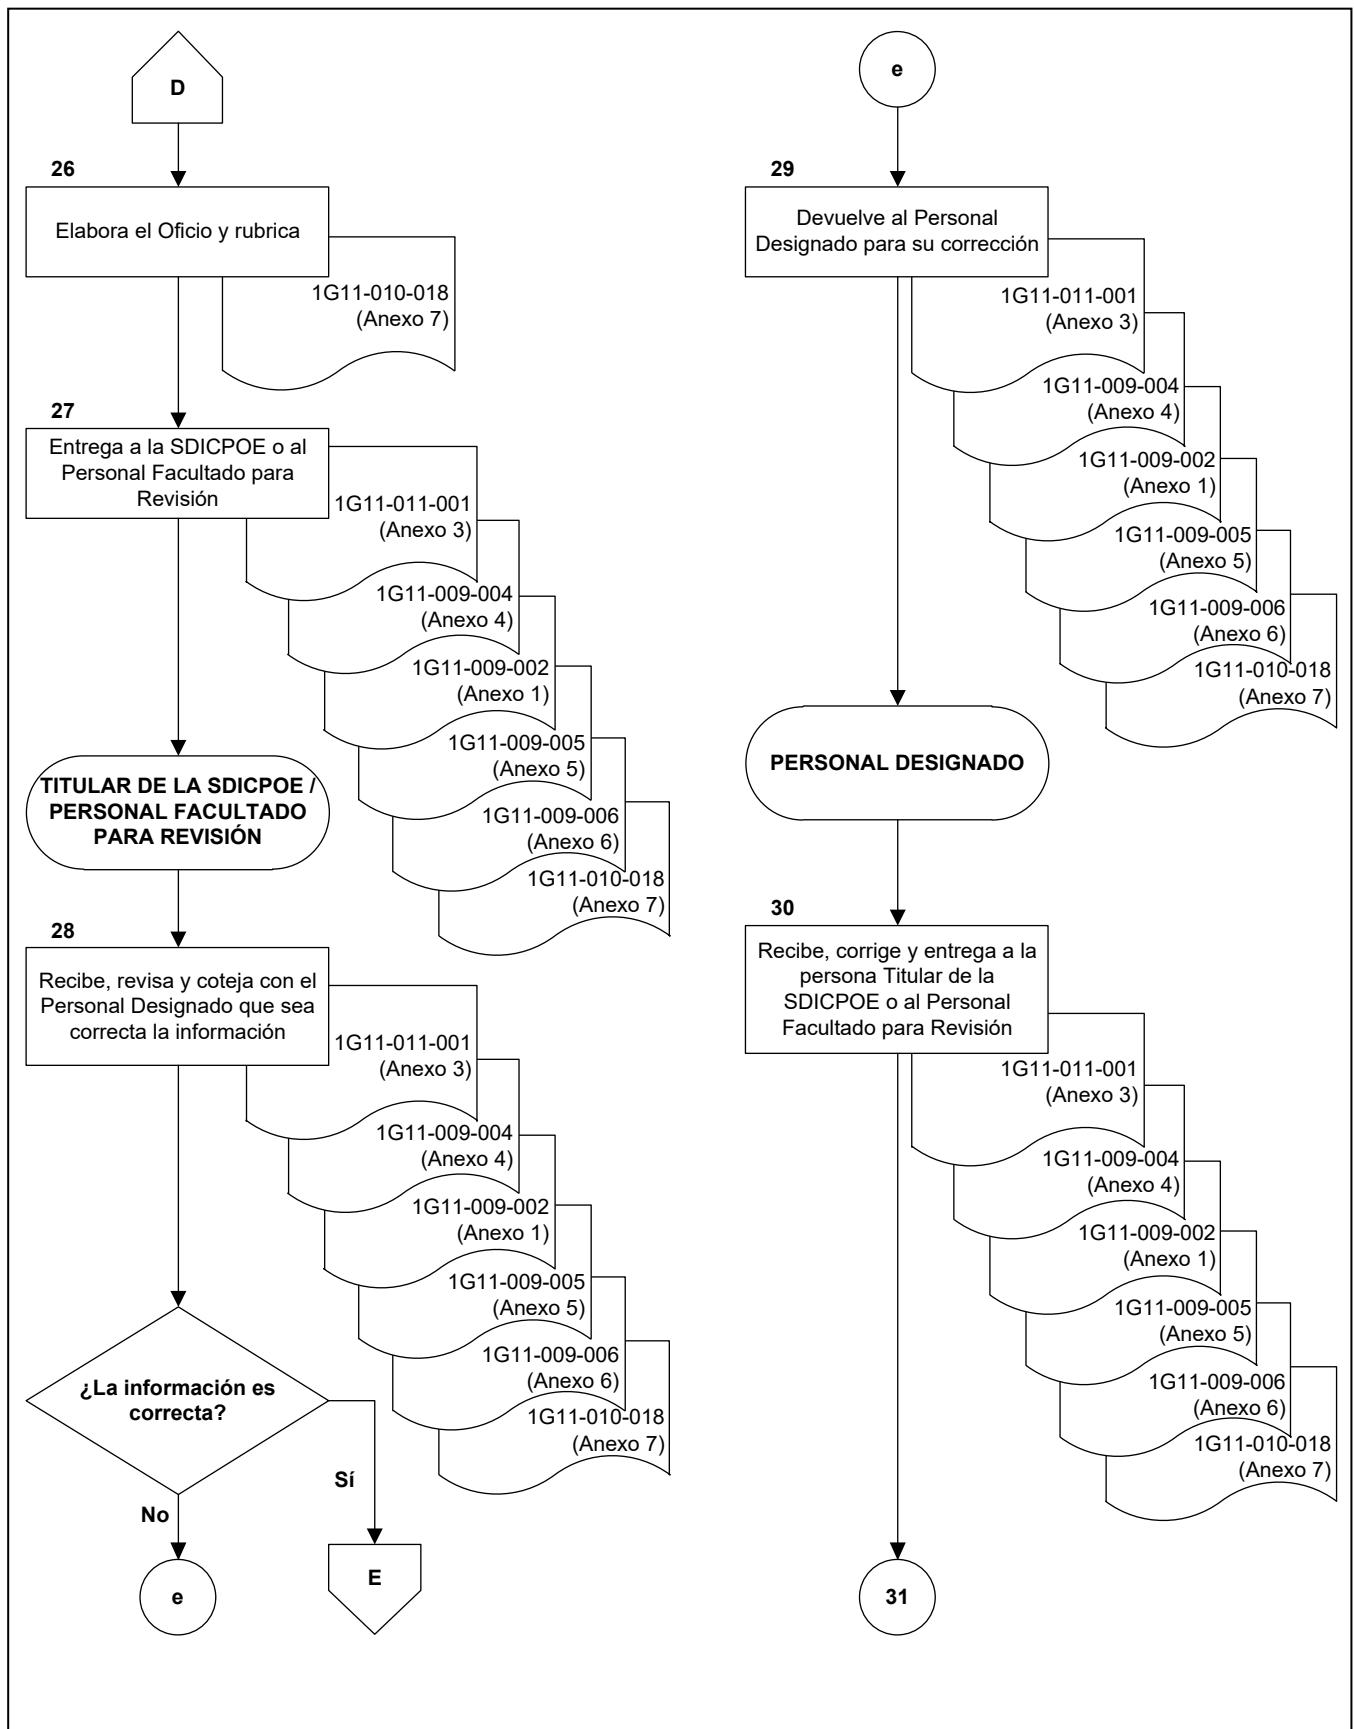 D
26
Elabora el Oficio y rubrica
1G11-010-018
(Anexo 7)
27
Entrega a la SDICPOE o al
Personal Facultado para
Revisión
1G11-011-001
(Anexo 3)
1G11-009-004
(Anexo 4)
1G11-009-002
(Anexo 1)
1G11-009-005
(Anexo 5)
1G11-009-006
(Anexo 6)
1G11-010-018
(Anexo 7)
TITULAR DE LA SDICPOE /
PERSONAL FACULTADO
PARA REVISIÓN
28
Recibe, revisa y coteja con el
Personal Designado que sea
correcta la información
1G11-011-001
(Anexo 3)
1G11-009-004
(Anexo 4)
1G11-009-002
(Anexo 1)
1G11-009-005
(Anexo 5)
1G11-009-006
(Anexo 6)
1G11-010-018
(Anexo 7)
¿La información es
correcta?
Sí
No
e
E
e
29
Devuelve al Personal
Designado para su corrección
1G11-011-001
(Anexo 3)
1G11-009-004
(Anexo 4)
1G11-009-002
(Anexo 1)
1G11-009-005
(Anexo 5)
1G11-009-006
(Anexo 6)
1G11-010-018
(Anexo 7)
PERSONAL DESIGNADO
30
Recibe, corrige y entrega a la
persona Titular de la
SDICPOE o al Personal
Facultado para Revisión
1G11-011-001
(Anexo 3)
1G11-009-004
(Anexo 4)
1G11-009-002
(Anexo 1)
1G11-009-005
(Anexo 5)
1G11-009-006
(Anexo 6)
1G11-010-018
(Anexo 7)
31